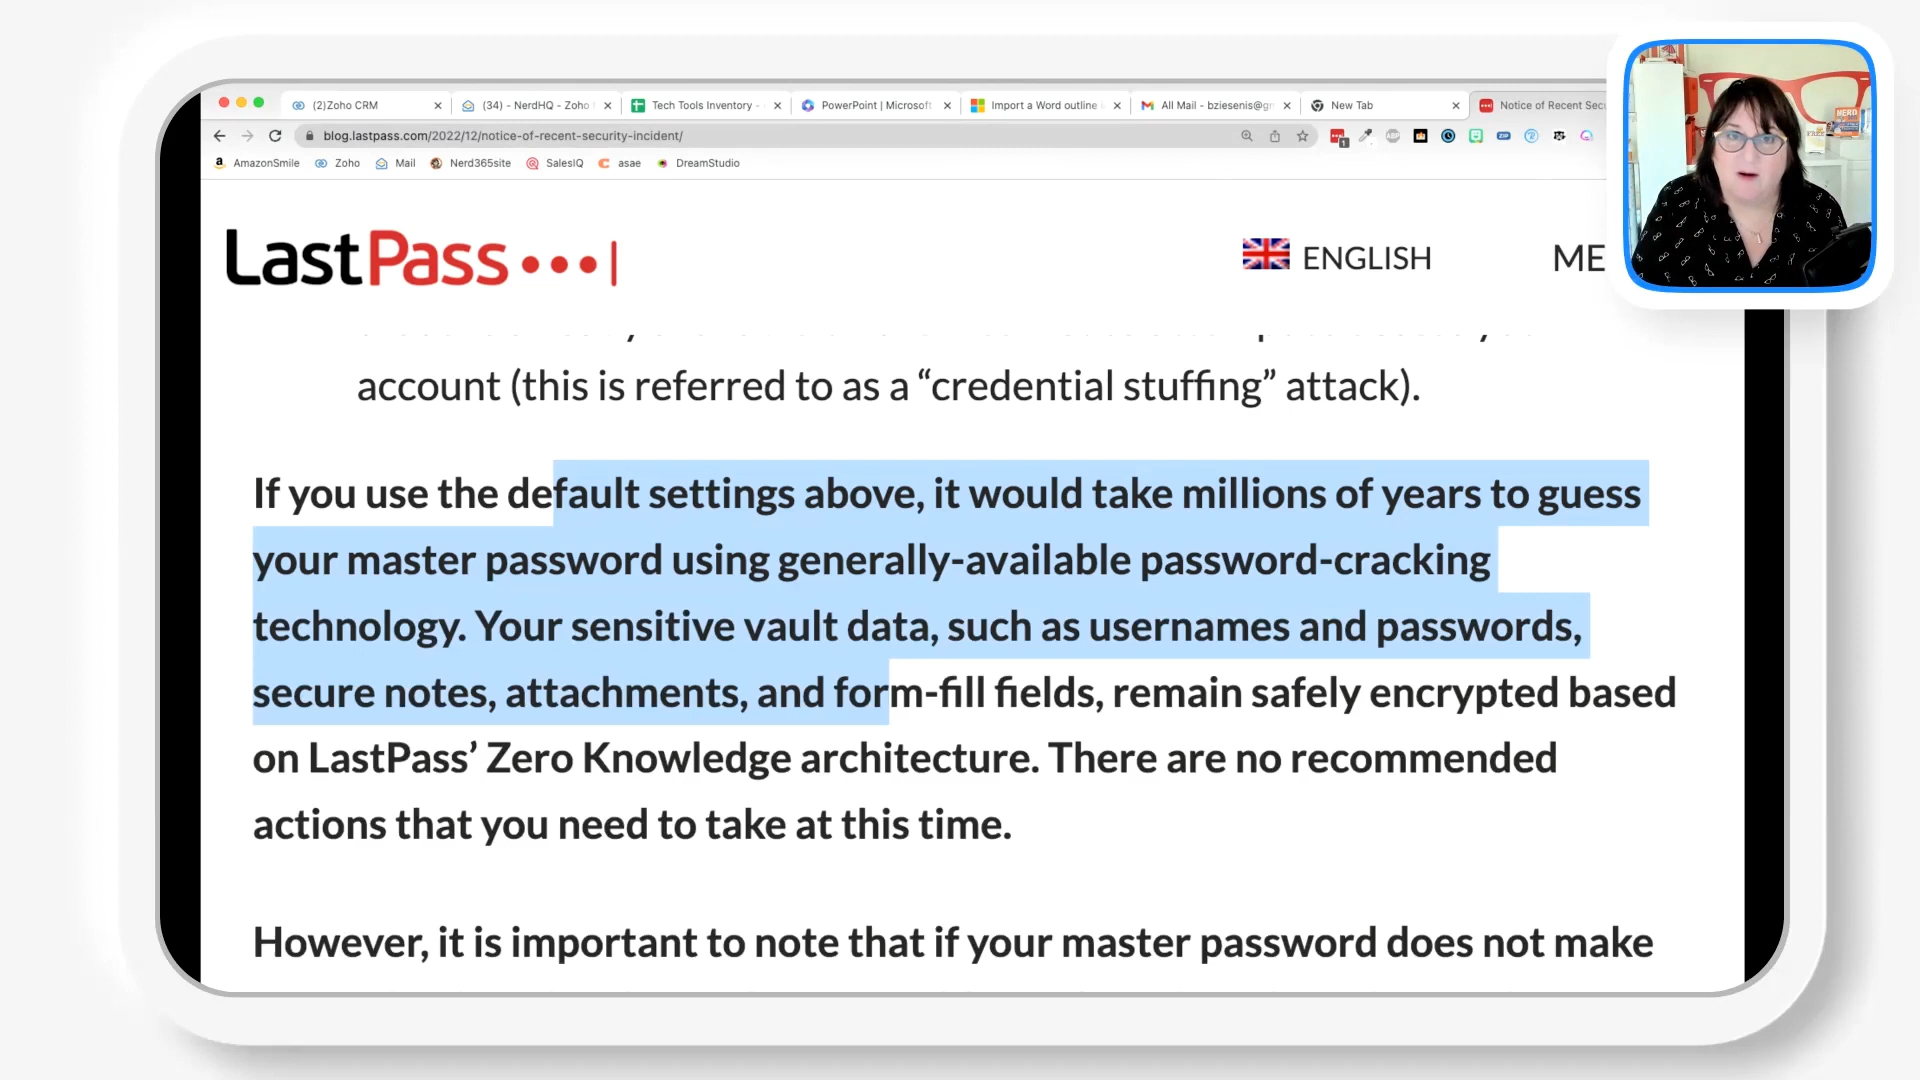 (2)Zoho CRM
(34) - NerdHQ - Zoho
Tech Tools Inventory -
PowerPoint | Microsoft
Import a Word outline
All Mail - bziesenis@g
New Tab
Notice of Recent Sec
blog.lastpass.com/2022/12/notice-of-recent-security-incident/
AmazonSmile
Zoho
Mail
Nerd365site
SalesIQ
asae
DreamStudio
LastPass
ENGLISH
ME
account (this is referred to as a “credential stuffing” attack).
If you use the default settings above, it would take millions of years to guess
your master password using generally-available password-cracking
technology. Your sensitive vault data, such as usernames and passwords,
secure notes, attachments, and form-fill fields, remain safely encrypted based
on LastPass’ Zero Knowledge architecture. There are no recommended
actions that you need to take at this time.
However, it is important to note that if your master password does not make